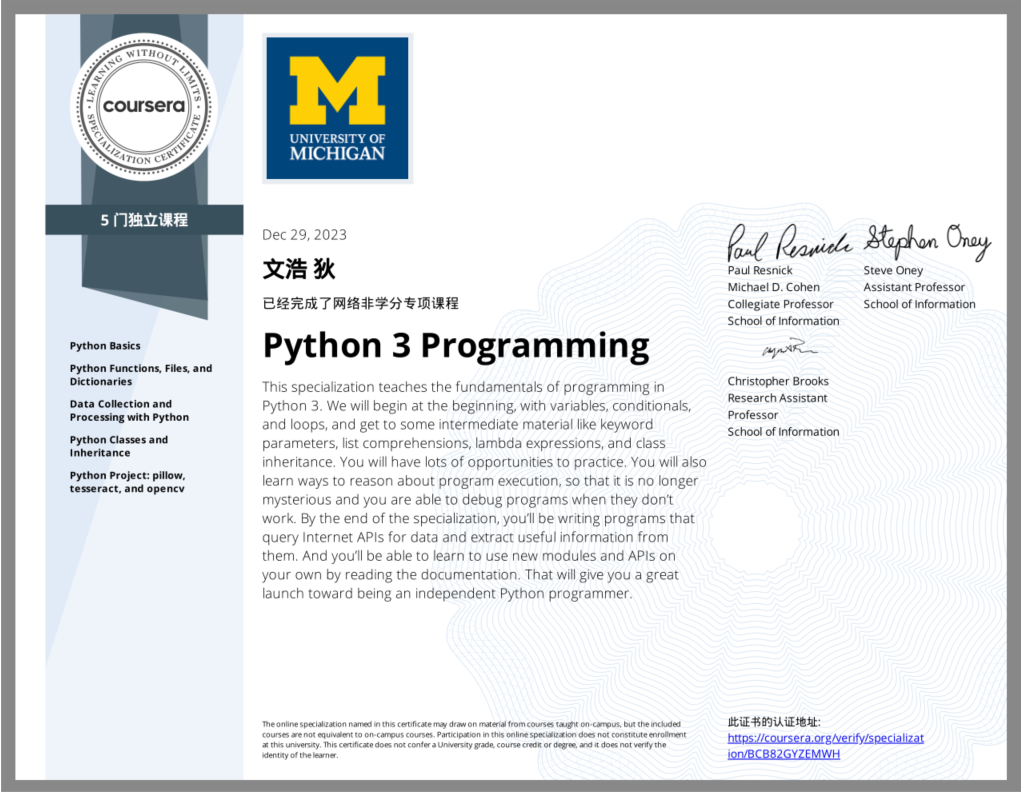 LEARNING WITHOUT LIMITS
coursera
SPECIALIZATION CERTIFICATE
UNIVERSITY OF
MICHIGAN
5 门独立课程
Python Basics
Python Functions, Files, and
Dictionaries
Data Collection and
Processing with Python
Python Classes and
Inheritance
Python Project: pillow,
tesseract, and opencv
Dec 29, 2023
文浩 狄
已经完成了网络非学分专项课程
Python 3 Programming
This specialization teaches the fundamentals of programming in
Python 3. We will begin at the beginning, with variables, conditionals,
and loops, and get to some intermediate material like keyword
parameters, list comprehensions, lambda expressions, and class
inheritance. You will have lots of opportunities to practice. You will also
learn ways to reason about program execution, so that it is no longer
mysterious and you are able to debug programs when they don’t
work. By the end of the specialization, you’ll be writing programs that
query Internet APIs for data and extract useful information from
them. And you’ll be able to learn to use new modules and APIs on
your own by reading the documentation. That will give you a great
launch toward being an independent Python programmer.
Paul Resnick
Paul Resnick
Michael D. Cohen
Collegiate Professor
School of Information
Stephen Oney
Steve Oney
Assistant Professor
School of Information
Christopher Brooks
Research Assistant
Professor
School of Information
The online specialization named in this certificate may draw on material from courses taught on-campus, but the included
courses are not equivalent to on-campus courses. Participation in this online specialization does not constitute enrollment
at this university. This certificate does not confer a University grade, course credit or degree, and it does not verify the
identity of the learner.
此证书的认证地址:
https://coursera.org/verify/specializat
ion/BCB82GYZEMWH